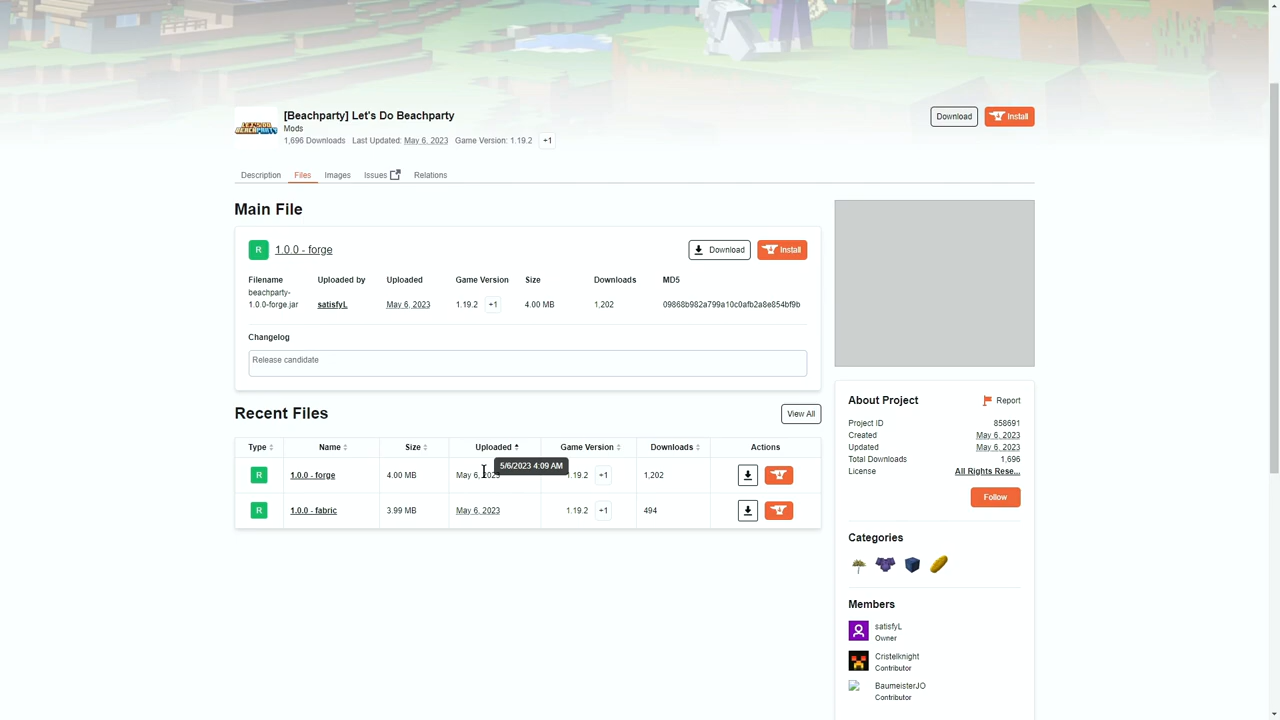 [Beachparty] Let's Do Beachparty
Mods
1,696 Downloads Last Updated: May 6, 2023 Game Version: 1.19.2 +1
Download Install
Description Files Images Issues Relations
Main File
R 1.0.0 - forge Download Install
Filename Uploaded by Uploaded Game Version Size Downloads MD5
beachparty-
1.0.0-forge.jar satisfyL May 6, 2023 1.19.2 +1 4.00 MB 1,202 09868b982a799a10c0afb2a8e854bf9b
Changelog
Release candidate
Recent Files View All
Type Name Size Uploaded Game Version Downloads Actions
5/6/2023 4:09 AM
R 1.0.0 - forge 4.00 MB May 6, 2023 1.19.2 +1 1,202
R 1.0.0 - fabric 3.99 MB May 6, 2023 1.19.2 +1 494
About Project Report
Project ID 858691
Created May 6, 2023
Updated May 6, 2023
Total Downloads 1,696
License All Rights Rese...
Follow
Categories
Members
satisfyL
Owner
Cristelknight
Contributor
BaumeisterJO
Contributor